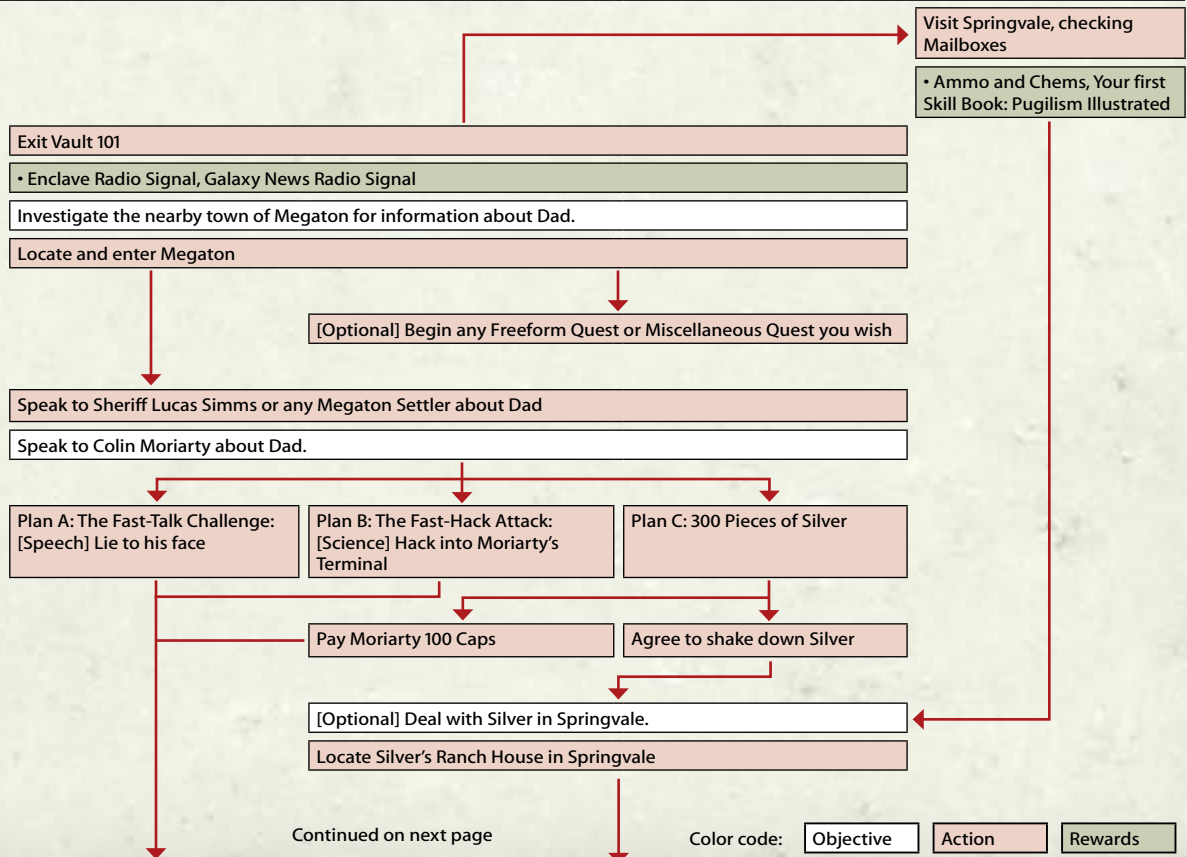 Visit Springvale, checking
Mailboxes
• Ammo and Chems, Your first
Skill Book: Pugilism Illustrated
Exit Vault 101
• Enclave Radio Signal, Galaxy News Radio Signal
Investigate the nearby town of Megaton for information about Dad.
Locate and enter Megaton
[Optional] Begin any Freeform Quest or Miscellaneous Quest you wish
Speak to Sheriff Lucas Simms or any Megaton Settler about Dad
Speak to Colin Moriarty about Dad.
Plan A: The Fast-Talk Challenge:
[Speech] Lie to his face
Plan B: The Fast-Hack Attack:
[Science] Hack into Moriarty's
Terminal
Plan C: 300 Pieces of Silver
Pay Moriarty 100 Caps
Agree to shake down Silver
[Optional] Deal with Silver in Springvale.
Locate Silver's Ranch House in Springvale
Continued on next page
Color code:
Objective
Action
Rewards